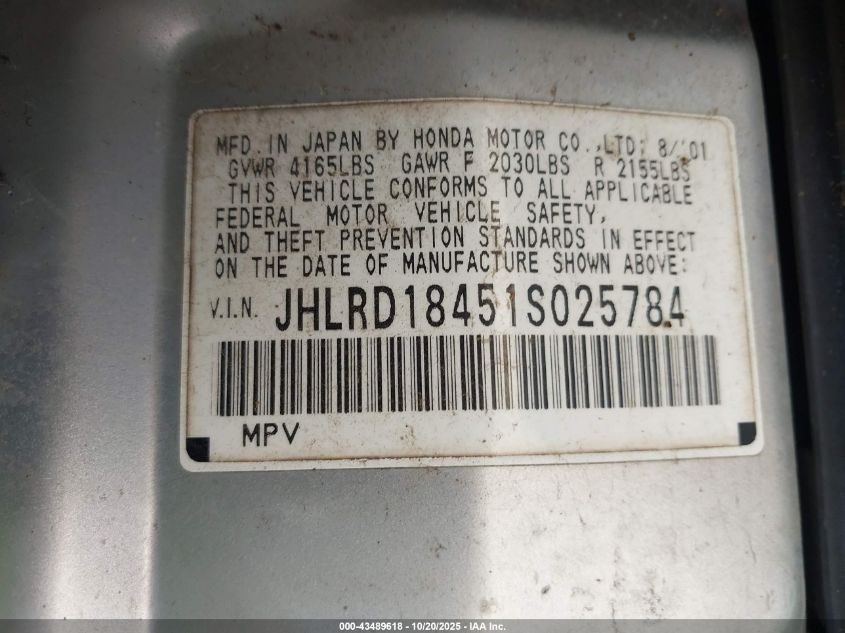 MFD. IN JAPAN BY HONDA MOTOR CO.,LTD; 8/'01
GVWR 4165LBS GAWR F 2030LBS R 2155LBS
THIS VEHICLE CONFORMS TO ALL APPLICABLE
FEDERAL MOTOR VEHICLE SAFETY,
AND THEFT PREVENTION STANDARDS IN EFFECT
ON THE DATE OF MANUFACTURE SHOWN ABOVE:
V.I.N. JHLRD18451S025784
MPV
000-43489618 - 10/20/2025 - IAA Inc.